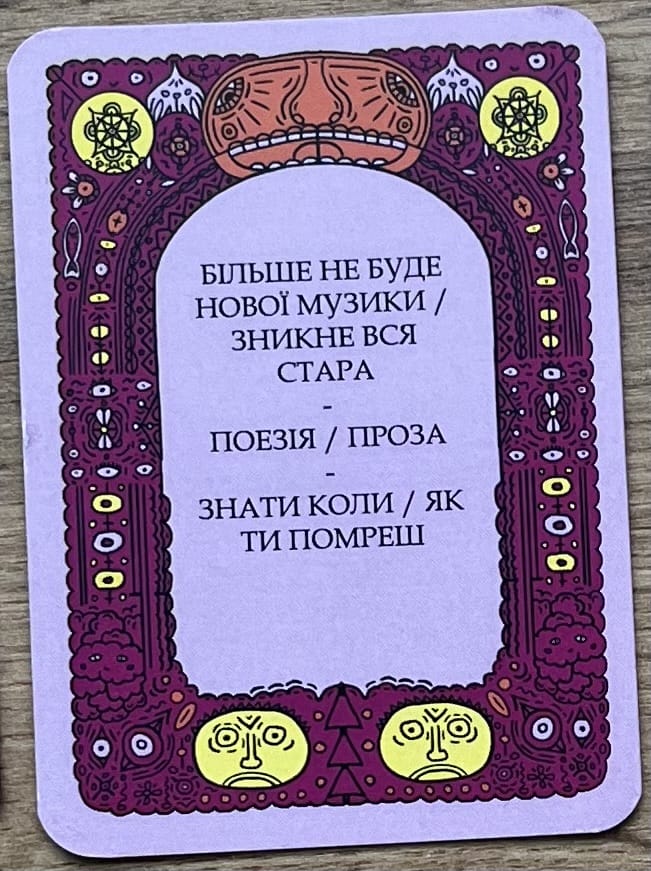 БІЛЬШЕ НЕ БУДЕ
НОВОЇ МУЗИКИ /
ЗНИКНЕ ВСЯ
СТАРА
-
ПОЕЗІЯ / ПРОЗА
-
ЗНАТИ КОЛИ / ЯК
ТИ ПОМРЕШ